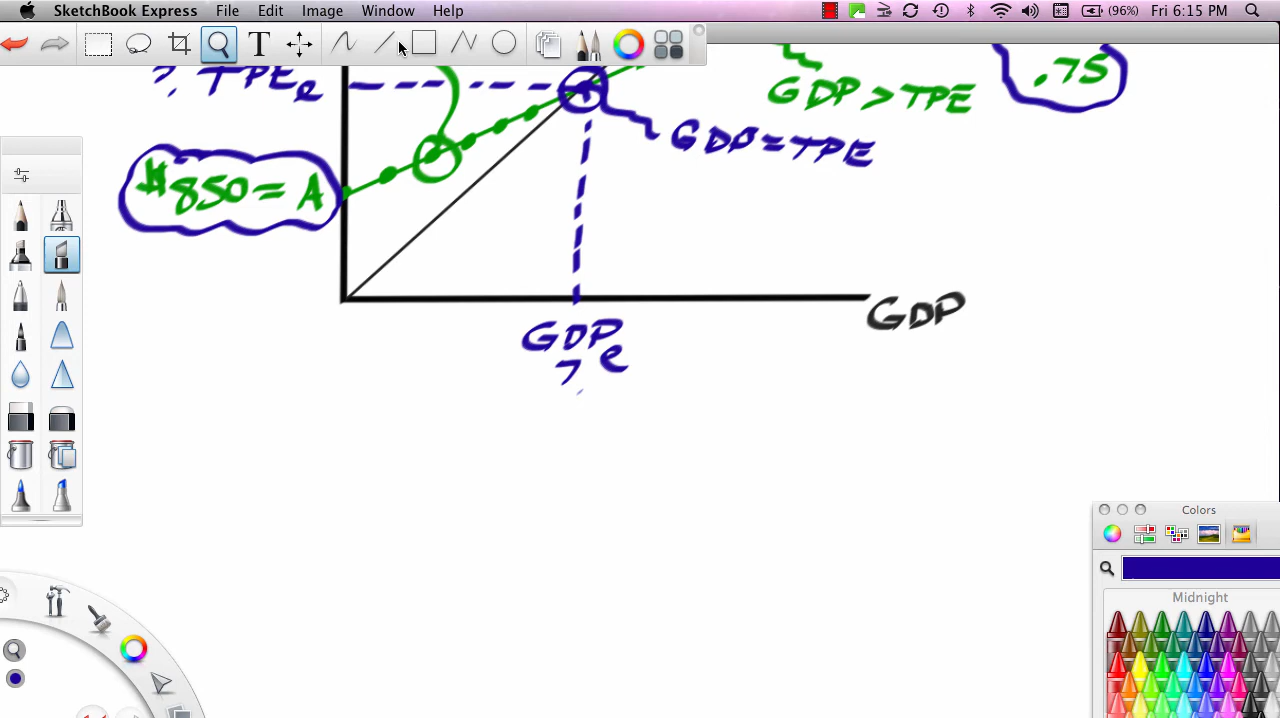 SketchBook Express File Edit Image Window Help (96%) Fri 6:15 PM
T
? TPEe
.75
GDP > TPE
GDP = TPE
$850 = A
GDP
GDPe
?
Colors
Midnight